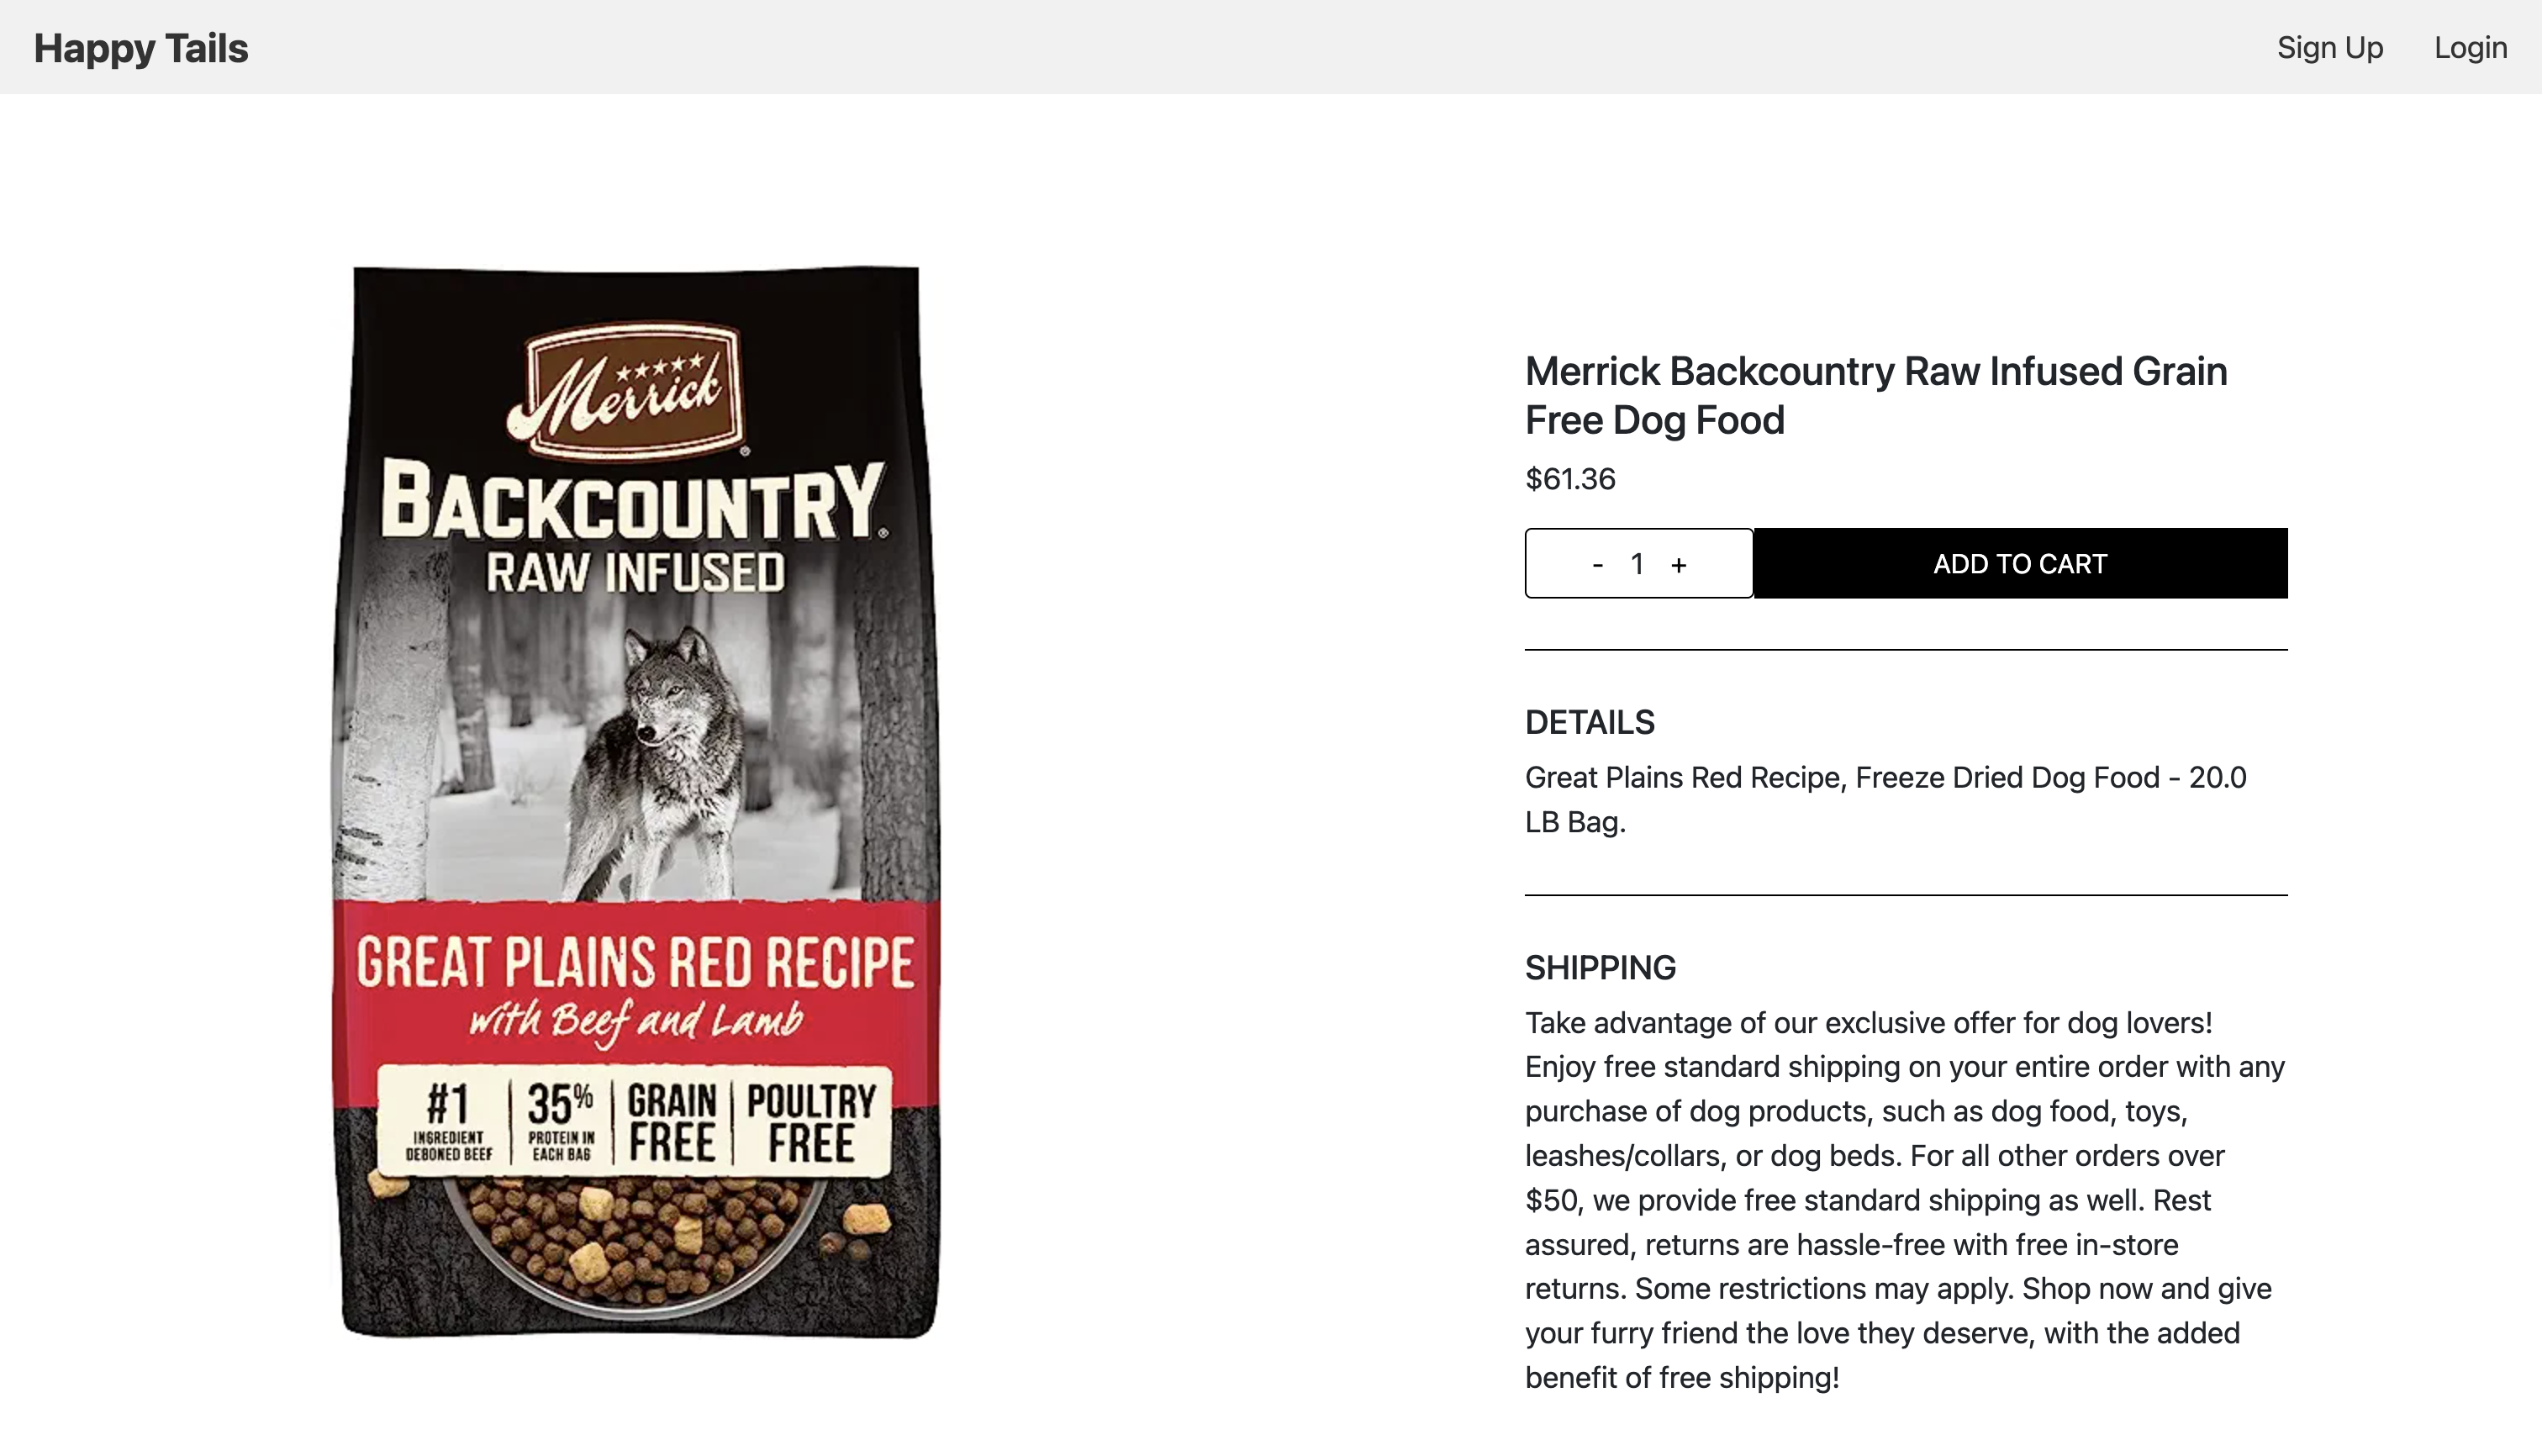 Happy Tails
Sign Up
Login
Merrick
BACKCOUNTRY®
RAW INFUSED
GREAT PLAINS RED RECIPE
with Beef and Lamb
#1
INGREDIENT
DEBONED BEEF
35%
PROTEIN IN
EACH BAG
GRAIN
FREE
POULTRY
FREE
Merrick Backcountry Raw Infused Grain
Free Dog Food
$61.36
- 1 +
ADD TO CART
DETAILS
Great Plains Red Recipe, Freeze Dried Dog Food - 20.0
LB Bag.
SHIPPING
Take advantage of our exclusive offer for dog lovers!
Enjoy free standard shipping on your entire order with any
purchase of dog products, such as dog food, toys,
leashes/collars, or dog beds. For all other orders over
$50, we provide free standard shipping as well. Rest
assured, returns are hassle-free with free in-store
returns. Some restrictions may apply. Shop now and give
your furry friend the love they deserve, with the added
benefit of free shipping!